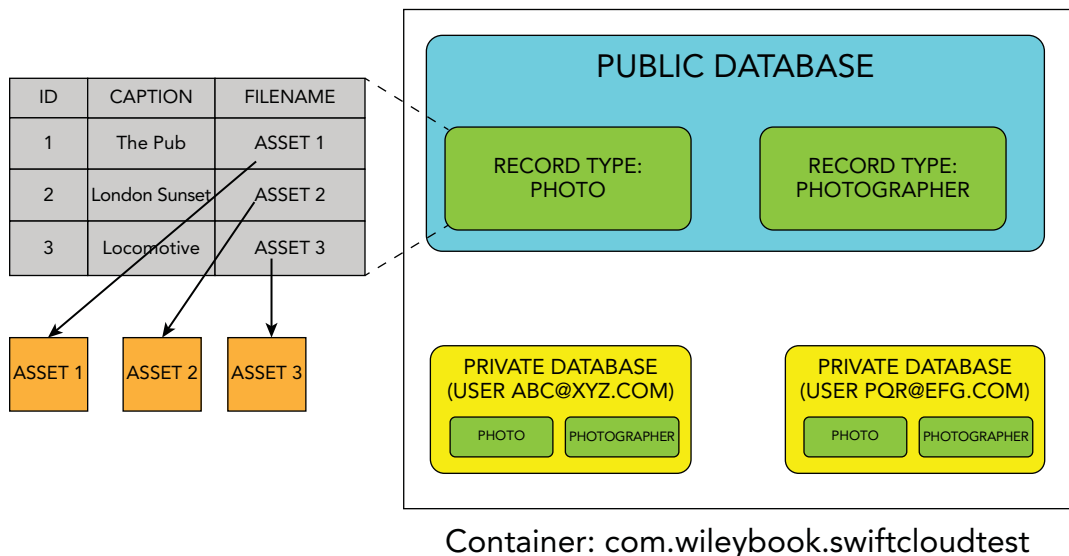 ID CAPTION FILENAME
1 The Pub ASSET 1
2 London Sunset ASSET 2
3 Locomotive ASSET 3
ASSET 1 ASSET 2 ASSET 3
PUBLIC DATABASE
RECORD TYPE:
PHOTO
RECORD TYPE:
PHOTOGRAPHER
PRIVATE DATABASE
(USER ABC@XYZ.COM)
PHOTO PHOTOGRAPHER
PRIVATE DATABASE
(USER PQR@EFG.COM)
PHOTO PHOTOGRAPHER
Container: com.wileybook.swiftcloudtest